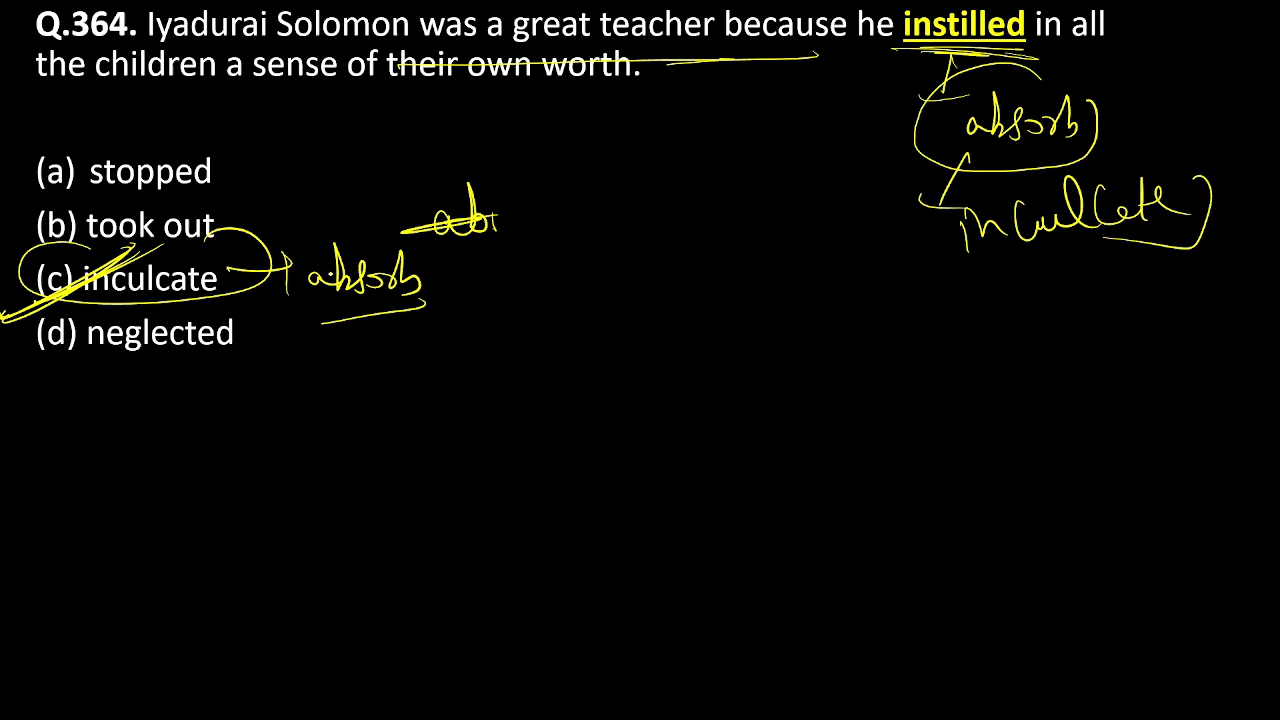 Q.364. Iyadurai Solomon was a great teacher because he instilled in all
the children a sense of their own worth.
absorb
(a) stopped
inculcate
(b) took out
ab
(c) inculcate
absorb
(d) neglected